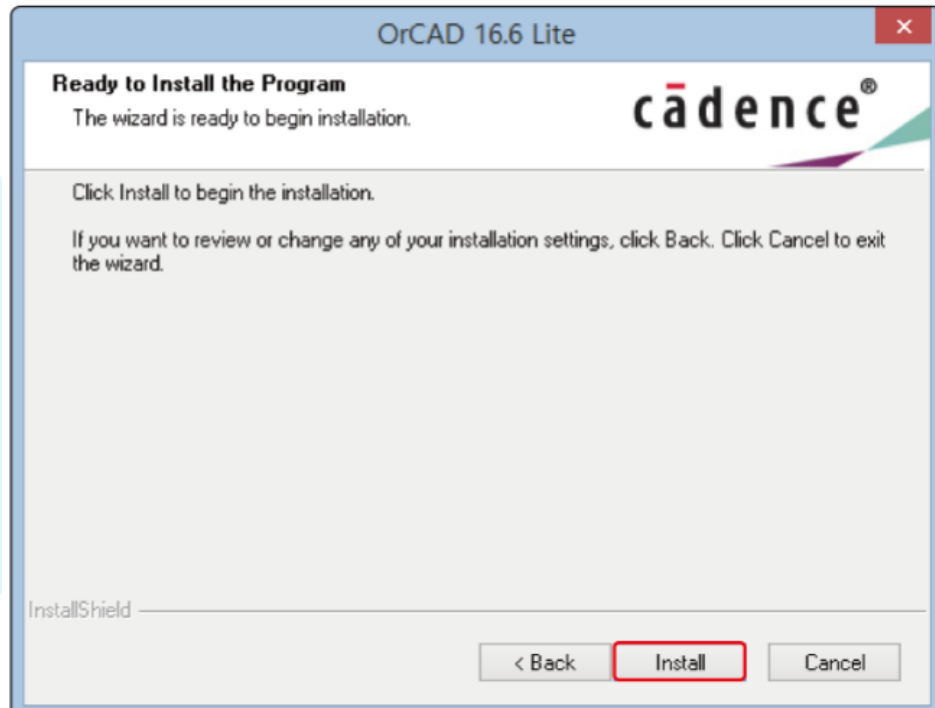 OrCAD 16.6 Lite
Ready to Install the Program
The wizard is ready to begin installation.
cādence®
Click Install to begin the installation.
If you want to review or change any of your installation settings, click Back. Click Cancel to exit
the wizard.
InstallShield
< Back Install Cancel